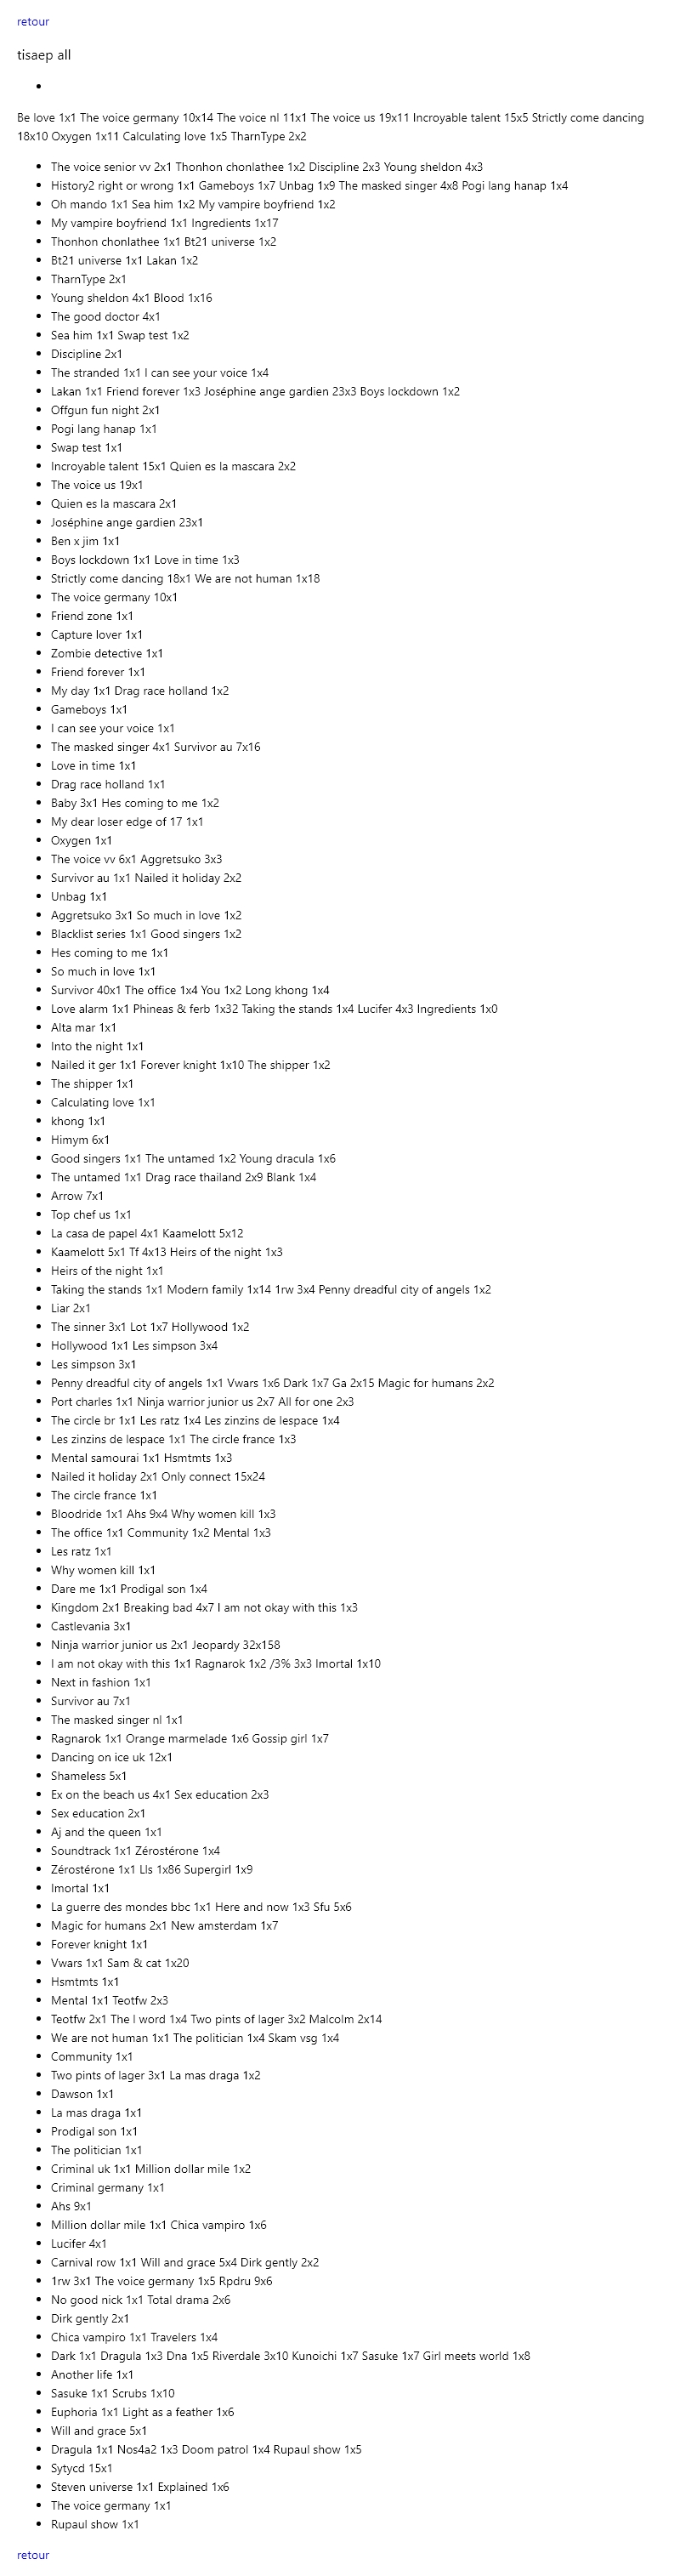 retour
tisaep all
Be love 1x1 The voice germany 10x14 The voice nl 11x1 The voice us 19x11 Incroyable talent 15x5 Strictly come dancing
18x10 Oxygen 1x11 Calculating love 1x5 TharnType 2x2
The voice senior vv 2x1 Thonhon chonlathee 1x2 Discipline 2x3 Young sheldon 4x3
History2 right or wrong 1x1 Gameboys 1x7 Unbag 1x9 The masked singer 4x8 Pogi lang hanap 1x4
Oh mando 1x1 Sea him 1x2 My vampire boyfriend 1x2
My vampire boyfriend 1x1 Ingredients 1x17
Thonhon chonlathee 1x1 Bt21 universe 1x2
Bt21 universe 1x1 Lakan 1x2
TharnType 2x1
Young sheldon 4x1 Blood 1x16
The good doctor 4x1
Sea him 1x1 Swap test 1x2
Discipline 2x1
The stranded 1x1 I can see your voice 1x4
Lakan 1x1 Friend forever 1x3 Joséphine ange gardien 23x3 Boys lockdown 1x2
Offgun fun night 2x1
Pogi lang hanap 1x1
Swap test 1x1
Incroyable talent 15x1 Quien es la mascara 2x2
The voice us 19x1
Quien es la mascara 2x1
Joséphine ange gardien 23x1
Ben x jim 1x1
Boys lockdown 1x1 Love in time 1x3
Strictly come dancing 18x1 We are not human 1x18
The voice germany 10x1
Friend zone 1x1
Capture lover 1x1
Zombie detective 1x1
Friend forever 1x1
My day 1x1 Drag race holland 1x2
Gameboys 1x1
I can see your voice 1x1
The masked singer 4x1 Survivor au 7x16
Love in time 1x1
Drag race holland 1x1
Baby 3x1 Hes coming to me 1x2
My dear loser edge of 17 1x1
Oxygen 1x1
The voice vv 6x1 Aggretsuko 3x3
Survivor au 1x1 Nailed it holiday 2x2
Unbag 1x1
Aggretsuko 3x1 So much in love 1x2
Blacklist series 1x1 Good singers 1x2
Hes coming to me 1x1
So much in love 1x1
Survivor 40x1 The office 1x4 You 1x2 Long khong 1x4
Love alarm 1x1 Phineas & ferb 1x32 Taking the stands 1x4 Lucifer 4x3 Ingredients 1x0
Alta mar 1x1
Into the night 1x1
Nailed it ger 1x1 Forever knight 1x10 The shipper 1x2
The shipper 1x1
Calculating love 1x1
khong 1x1
Himym 6x1
Good singers 1x1 The untamed 1x2 Young dracula 1x6
The untamed 1x1 Drag race thailand 2x9 Blank 1x4
Arrow 7x1
Top chef us 1x1
La casa de papel 4x1 Kaamelott 5x12
Kaamelott 5x1 Tf 4x13 Heirs of the night 1x3
Heirs of the night 1x1
Taking the stands 1x1 Modern family 1x14 1rw 3x4 Penny dreadful city of angels 1x2
Liar 2x1
The sinner 3x1 Lot 1x7 Hollywood 1x2
Hollywood 1x1 Les simpson 3x4
Les simpson 3x1
Penny dreadful city of angels 1x1 Vwars 1x6 Dark 1x7 Ga 2x15 Magic for humans 2x2
Port charles 1x1 Ninja warrior junior us 2x7 All for one 2x3
The circle br 1x1 Les ratz 1x4 Les zinzins de lespace 1x4
Les zinzins de lespace 1x1 The circle france 1x3
Mental samourai 1x1 Hsmtmts 1x3
Nailed it holiday 2x1 Only connect 15x24
The circle france 1x1
Bloodride 1x1 Ahs 9x4 Why women kill 1x3
The office 1x1 Community 1x2 Mental 1x3
Les ratz 1x1
Why women kill 1x1
Dare me 1x1 Prodigal son 1x4
Kingdom 2x1 Breaking bad 4x7 I am not okay with this 1x3
Castlevania 3x1
Ninja warrior junior us 2x1 Jeopardy 32x158
I am not okay with this 1x1 Ragnarok 1x2 /3% 3x3 Imortal 1x10
Next in fashion 1x1
Survivor au 7x1
The masked singer nl 1x1
Ragnarok 1x1 Orange marmelade 1x6 Gossip girl 1x7
Dancing on ice uk 12x1
Shameless 5x1
Ex on the beach us 4x1 Sex education 2x3
Sex education 2x1
Aj and the queen 1x1
Soundtrack 1x1 Zérostérone 1x4
Zérostérone 1x1 Lls 1x86 Supergirl 1x9
Imortal 1x1
La guerre des mondes bbc 1x1 Here and now 1x3 Sfu 5x6
Magic for humans 2x1 New amsterdam 1x7
Forever knight 1x1
Vwars 1x1 Sam & cat 1x20
Hsmtmts 1x1
Mental 1x1 Teotfw 2x3
Teotfw 2x1 The l word 1x4 Two pints of lager 3x2 Malcolm 2x14
We are not human 1x1 The politician 1x4 Skam vsg 1x4
Community 1x1
Two pints of lager 3x1 La mas draga 1x2
Dawson 1x1
La mas draga 1x1
Prodigal son 1x1
The politician 1x1
Criminal uk 1x1 Million dollar mile 1x2
Criminal germany 1x1
Ahs 9x1
Million dollar mile 1x1 Chica vampiro 1x6
Lucifer 4x1
Carnival row 1x1 Will and grace 5x4 Dirk gently 2x2
1rw 3x1 The voice germany 1x5 Rpdru 9x6
No good nick 1x1 Total drama 2x6
Dirk gently 2x1
Chica vampiro 1x1 Travelers 1x4
Dark 1x1 Dragula 1x3 Dna 1x5 Riverdale 3x10 Kunoichi 1x7 Sasuke 1x7 Girl meets world 1x8
Another life 1x1
Sasuke 1x1 Scrubs 1x10
Euphoria 1x1 Light as a feather 1x6
Will and grace 5x1
Dragula 1x1 Nos4a2 1x3 Doom patrol 1x4 Rupaul show 1x5
Sytycd 15x1
Steven universe 1x1 Explained 1x6
The voice germany 1x1
Rupaul show 1x1
retour